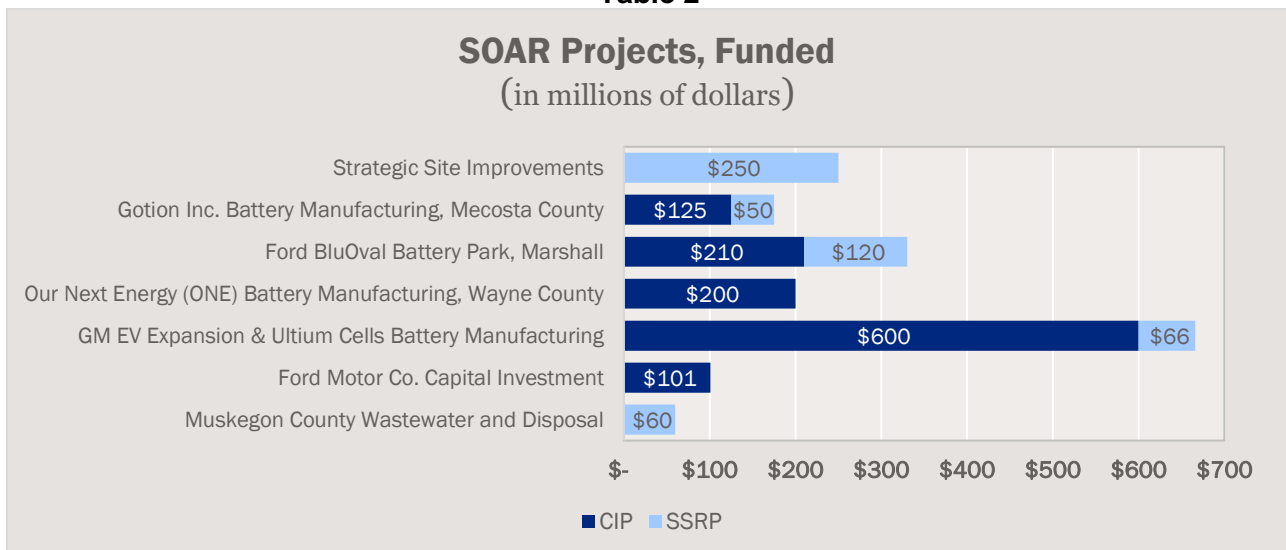 Table 2
SOAR Projects, Funded
(in millions of dollars)
Strategic Site Improvements $250
Gotion Inc. Battery Manufacturing, Mecosta County $125 $50
Ford BluOval Battery Park, Marshall $210 $120
Our Next Energy (ONE) Battery Manufacturing, Wayne County $200
GM EV Expansion & Ultium Cells Battery Manufacturing $600 $66
Ford Motor Co. Capital Investment $101
Muskegon County Wastewater and Disposal $60
$- $100 $200 $300 $400 $500 $600 $700
CIP SSRP